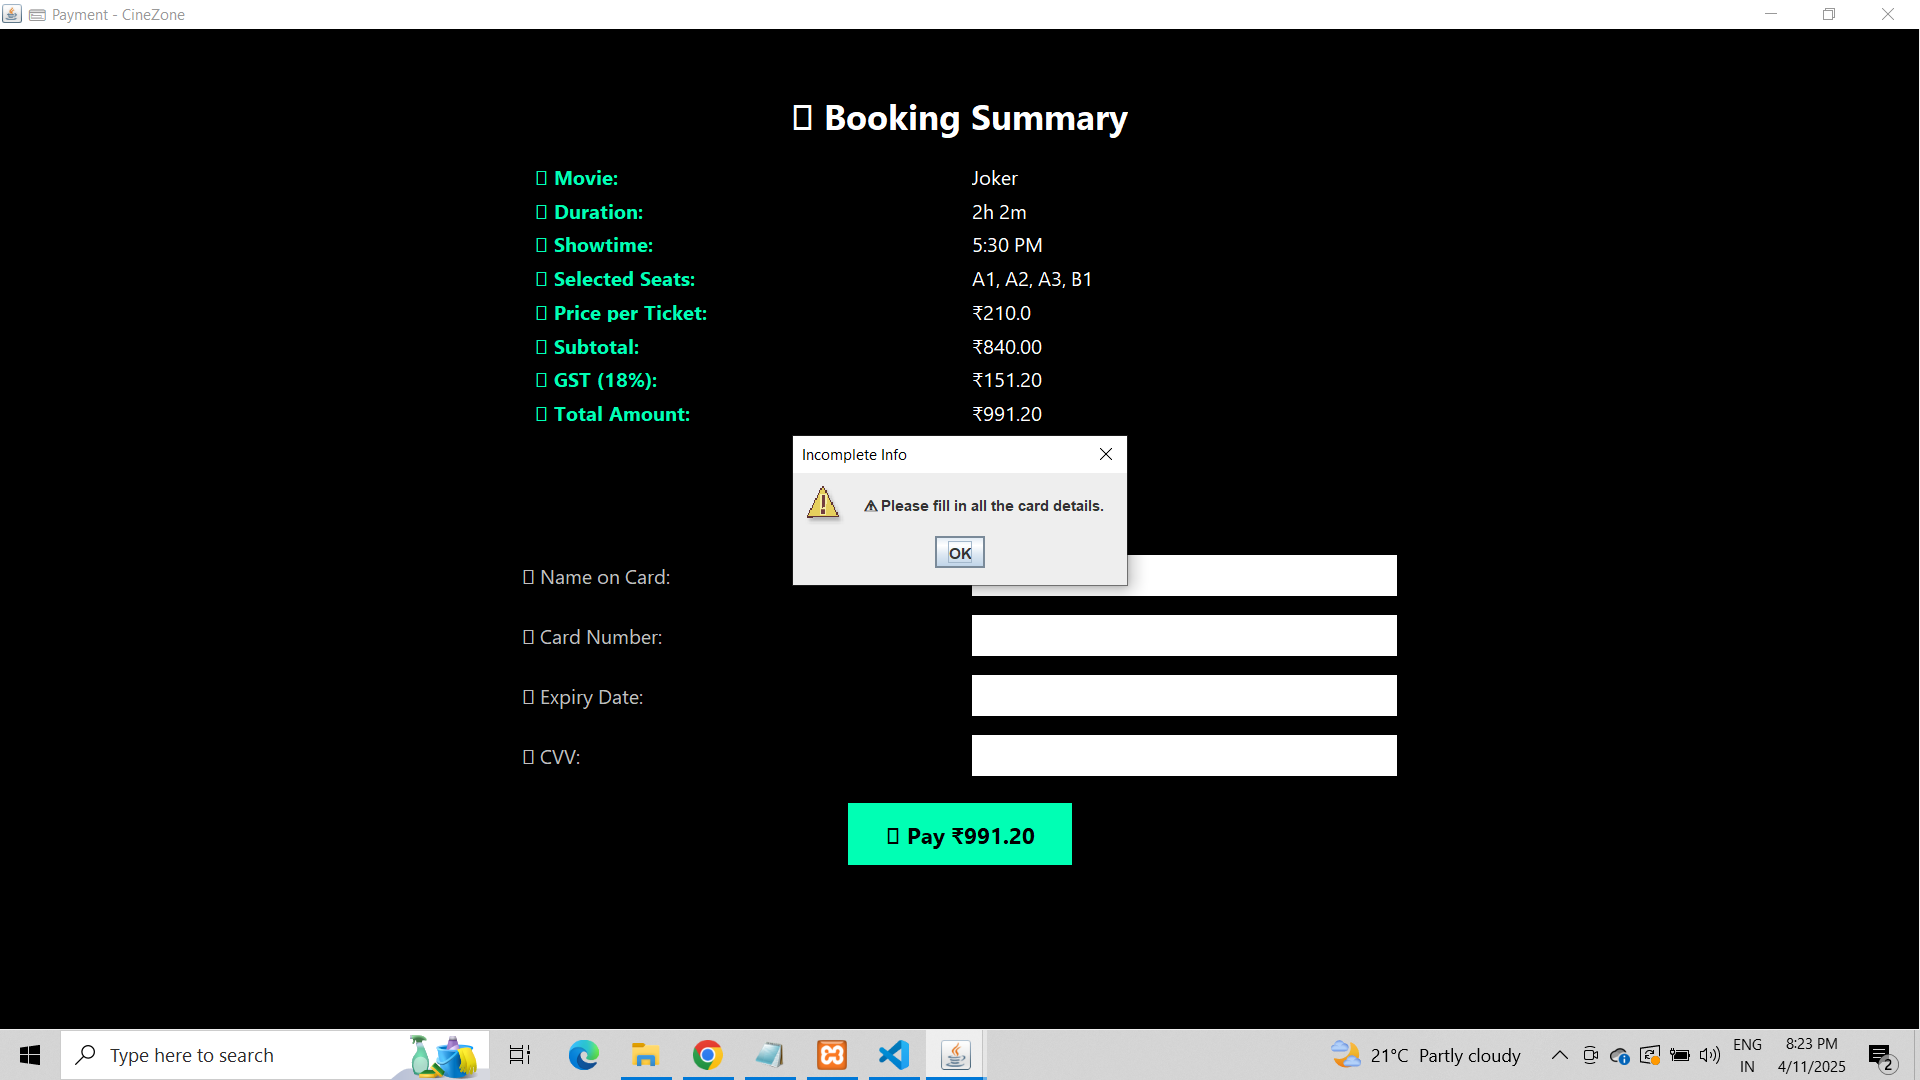 Payment - CineZone
Booking Summary
Movie: Joker
Duration: 2h 2m
Showtime: 5:30 PM
Selected Seats: A1, A2, A3, B1
Price per Ticket: ₹210.0
Subtotal: ₹840.00
GST (18%): ₹151.20
Total Amount: ₹991.20
Incomplete Info
⚠ Please fill in all the card details.
OK
Name on Card:
Card Number:
Expiry Date:
CVV:
Pay ₹991.20
Type here to search
21°C Partly cloudy
ENG
IN
8:23 PM
4/11/2025
2